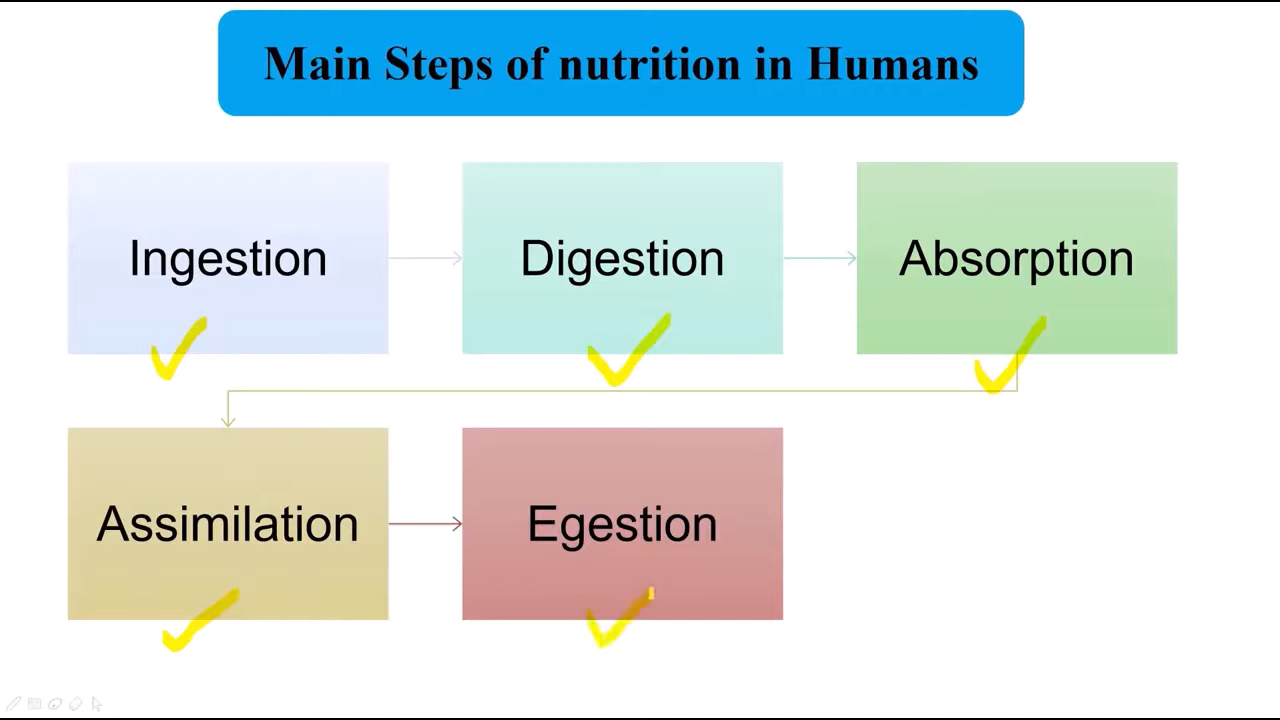 Main Steps of nutrition in Humans
Ingestion
Digestion
Absorption
Assimilation
Egestion